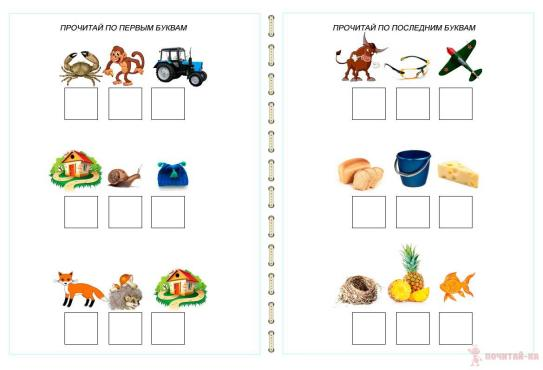 ПРОЧИТАЙ ПО ПЕРВЫМ БУКВАМ
ПРОЧИТАЙ ПО ПОСЛЕДНИМ БУКВАМ
ПОЧИТАЙ-КА